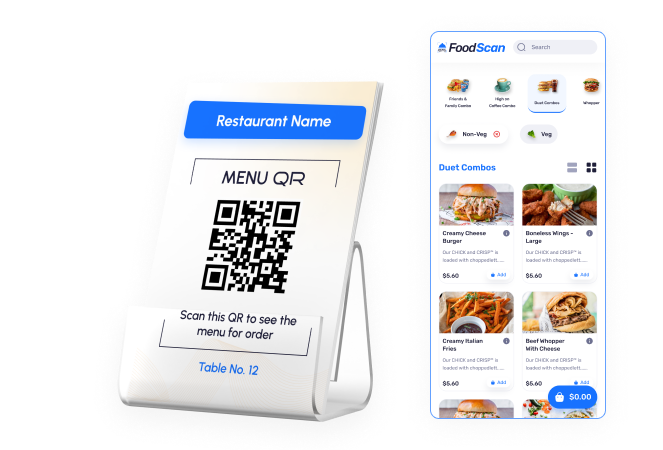 Restaurant Name
MENU QR
Scan this QR to see the
menu for order
Table No. 12
FoodScan
Search
Friends &
Family Combo
High on
Coffee Combo
Duet Combos
Whopper
Non-Veg
Veg
Duet Combos
Creamy Cheese
Burger
Our CHICK and CRISP™ is
loaded with choppedlett......
$5.60
Add
Boneless Wings -
Large
Our CHICK and CRISP™ is
loaded with choppedlett......
$5.60
Add
Creamy Italian
Fries
Our CHICK and CRISP™ is
loaded with choppedlett......
$5.60
Add
Beef Whopper
With Cheese
Our CHICK and CRISP™ is
loaded with choppedlett......
$5.60
Add
$0.00